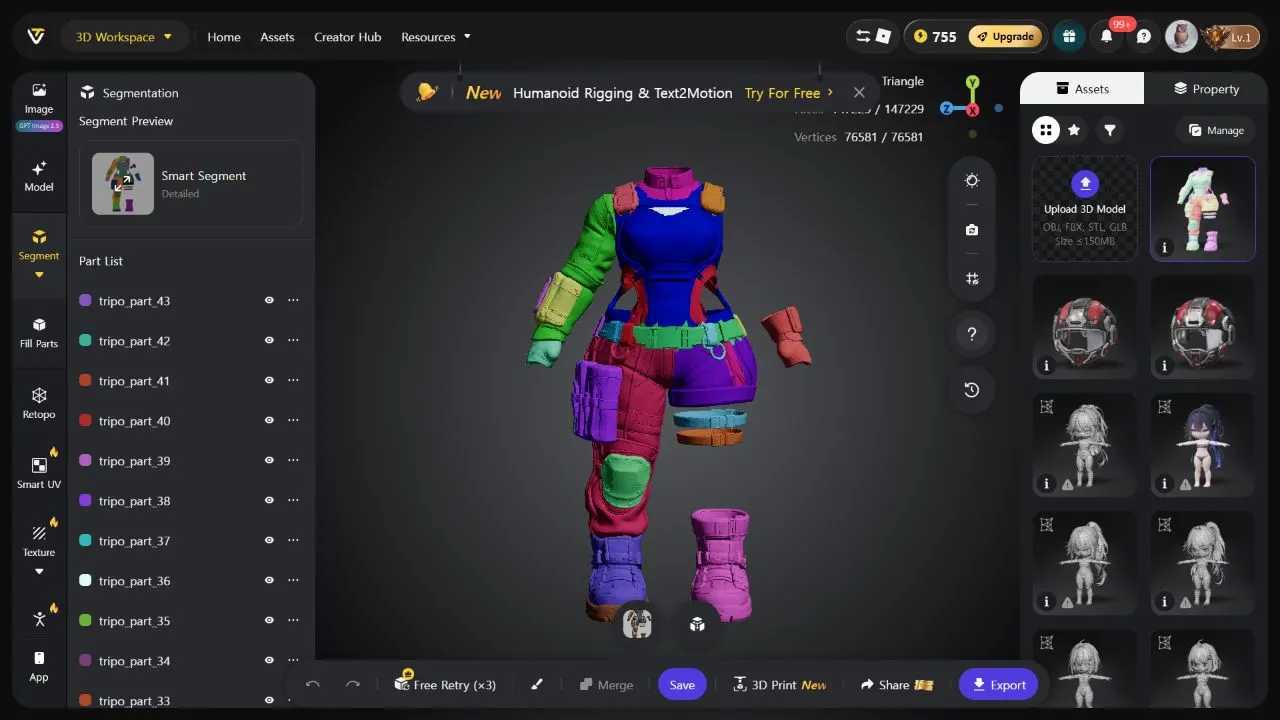 3D Workspace
Home
Assets
Creator Hub
Resources
755
Upgrade
99+
Lv.1
Image
GPT Image 2.5
Model
Segment
Fill Parts
Retopo
Smart UV
Texture
App
Segmentation
Segment Preview
Smart Segment
Detailed
Part List
tripo_part_43
tripo_part_42
tripo_part_41
tripo_part_40
tripo_part_39
tripo_part_38
tripo_part_37
tripo_part_36
tripo_part_35
tripo_part_34
tripo_part_33
New Humanoid Rigging & Text2Motion Try For Free
Triangle
147229
Vertices 76581 / 76581
Y
Z
X
?
Free Retry (×3)
Merge
Save
3D Print New
Share
Export
Assets
Property
Manage
Upload 3D Model
OBJ, FBX, STL, GLB
Size ≤150MB